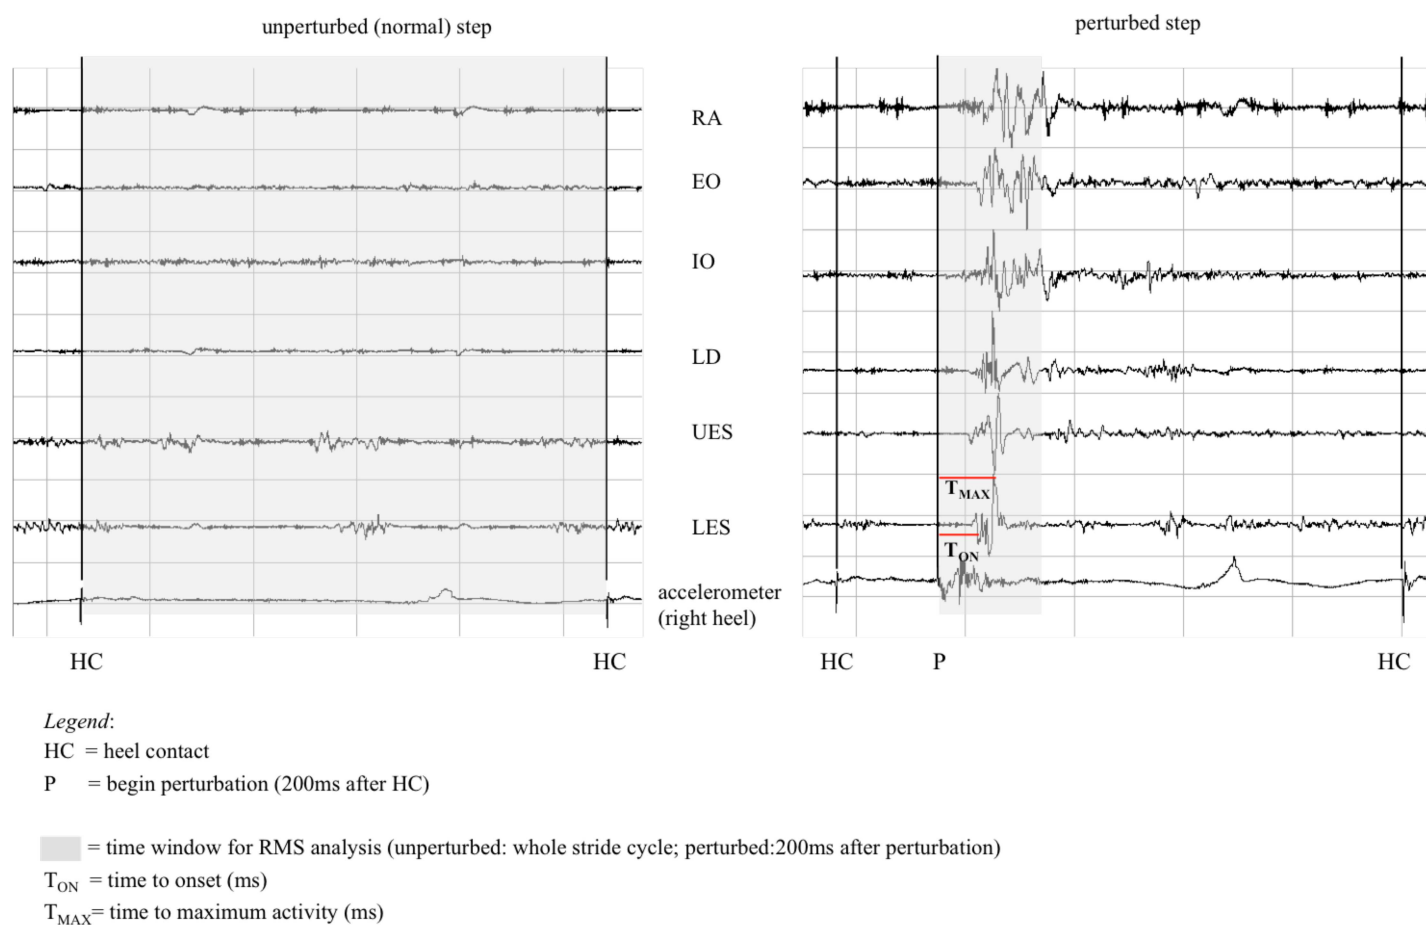 unperturbed (normal) step
perturbed step
RA
EO
IO
LD
UES
LES
TMAX
TON
accelerometer
(right heel)
HC
HC
HC
P
HC
Legend:
HC = heel contact
P = begin perturbation (200ms after HC)
= time window for RMS analysis (unperturbed: whole stride cycle; perturbed:200ms after perturbation)
TON = time to onset (ms)
TMAX= time to maximum activity (ms)